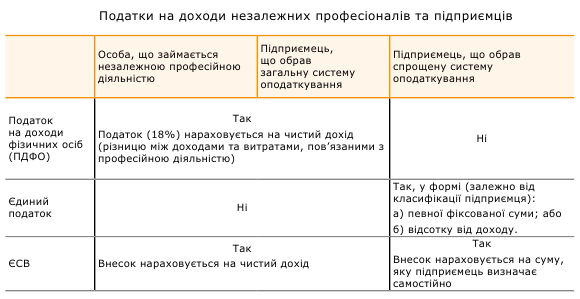 Податки на доходи незалежних професіоналів та підприємців
Особа, що займається
незалежною професійною
діяльністю
Підприємець,
що обрав
загальну систему
оподаткування
Підприємець, що обрав
спрощену систему
оподаткування
Податок
на доходи
фізичних осіб
(ПДФО)
Так
Податок (18%) нараховується на чистий дохід
(різницю між доходами та витратами, пов’язаними з
професійною діяльністю)
Ні
Єдиний
податок
Ні
Так, у формі (залежно від
класифікації підприємця):
а) певної фіксованої суми; або
б) відсотку від доходу.
ЄСВ
Так
Внесок нараховується на чистий дохід
Так
Внесок нараховується на суму,
яку підприємець визначає
самостійно